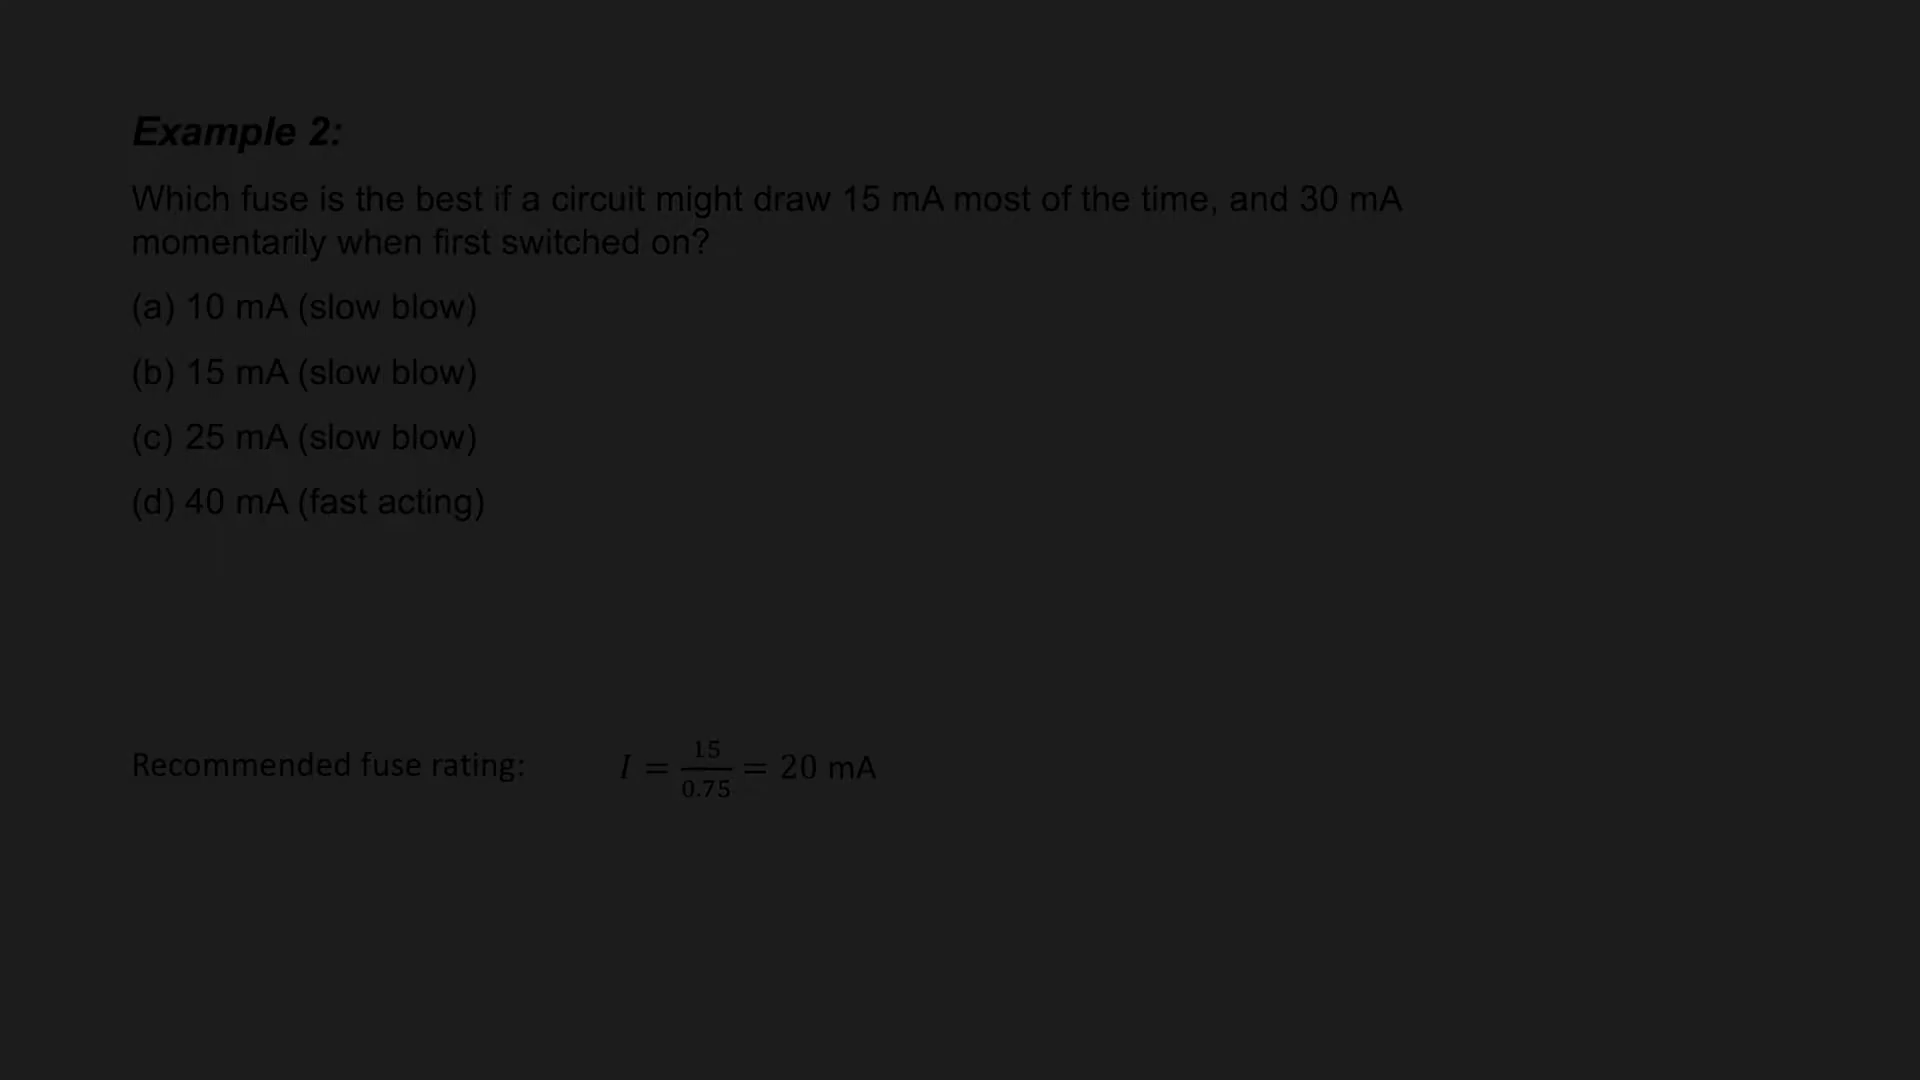 Example 2:
Which fuse is the best if a circuit might draw 15 mA most of the time, and 30 mA
momentarily when first switched on?
(a) 10 mA (slow blow)
(b) 15 mA (slow blow)
(c) 25 mA (slow blow)
(d) 40 mA (fast acting)
Recommended fuse rating: I = 15/0.75 = 20 mA